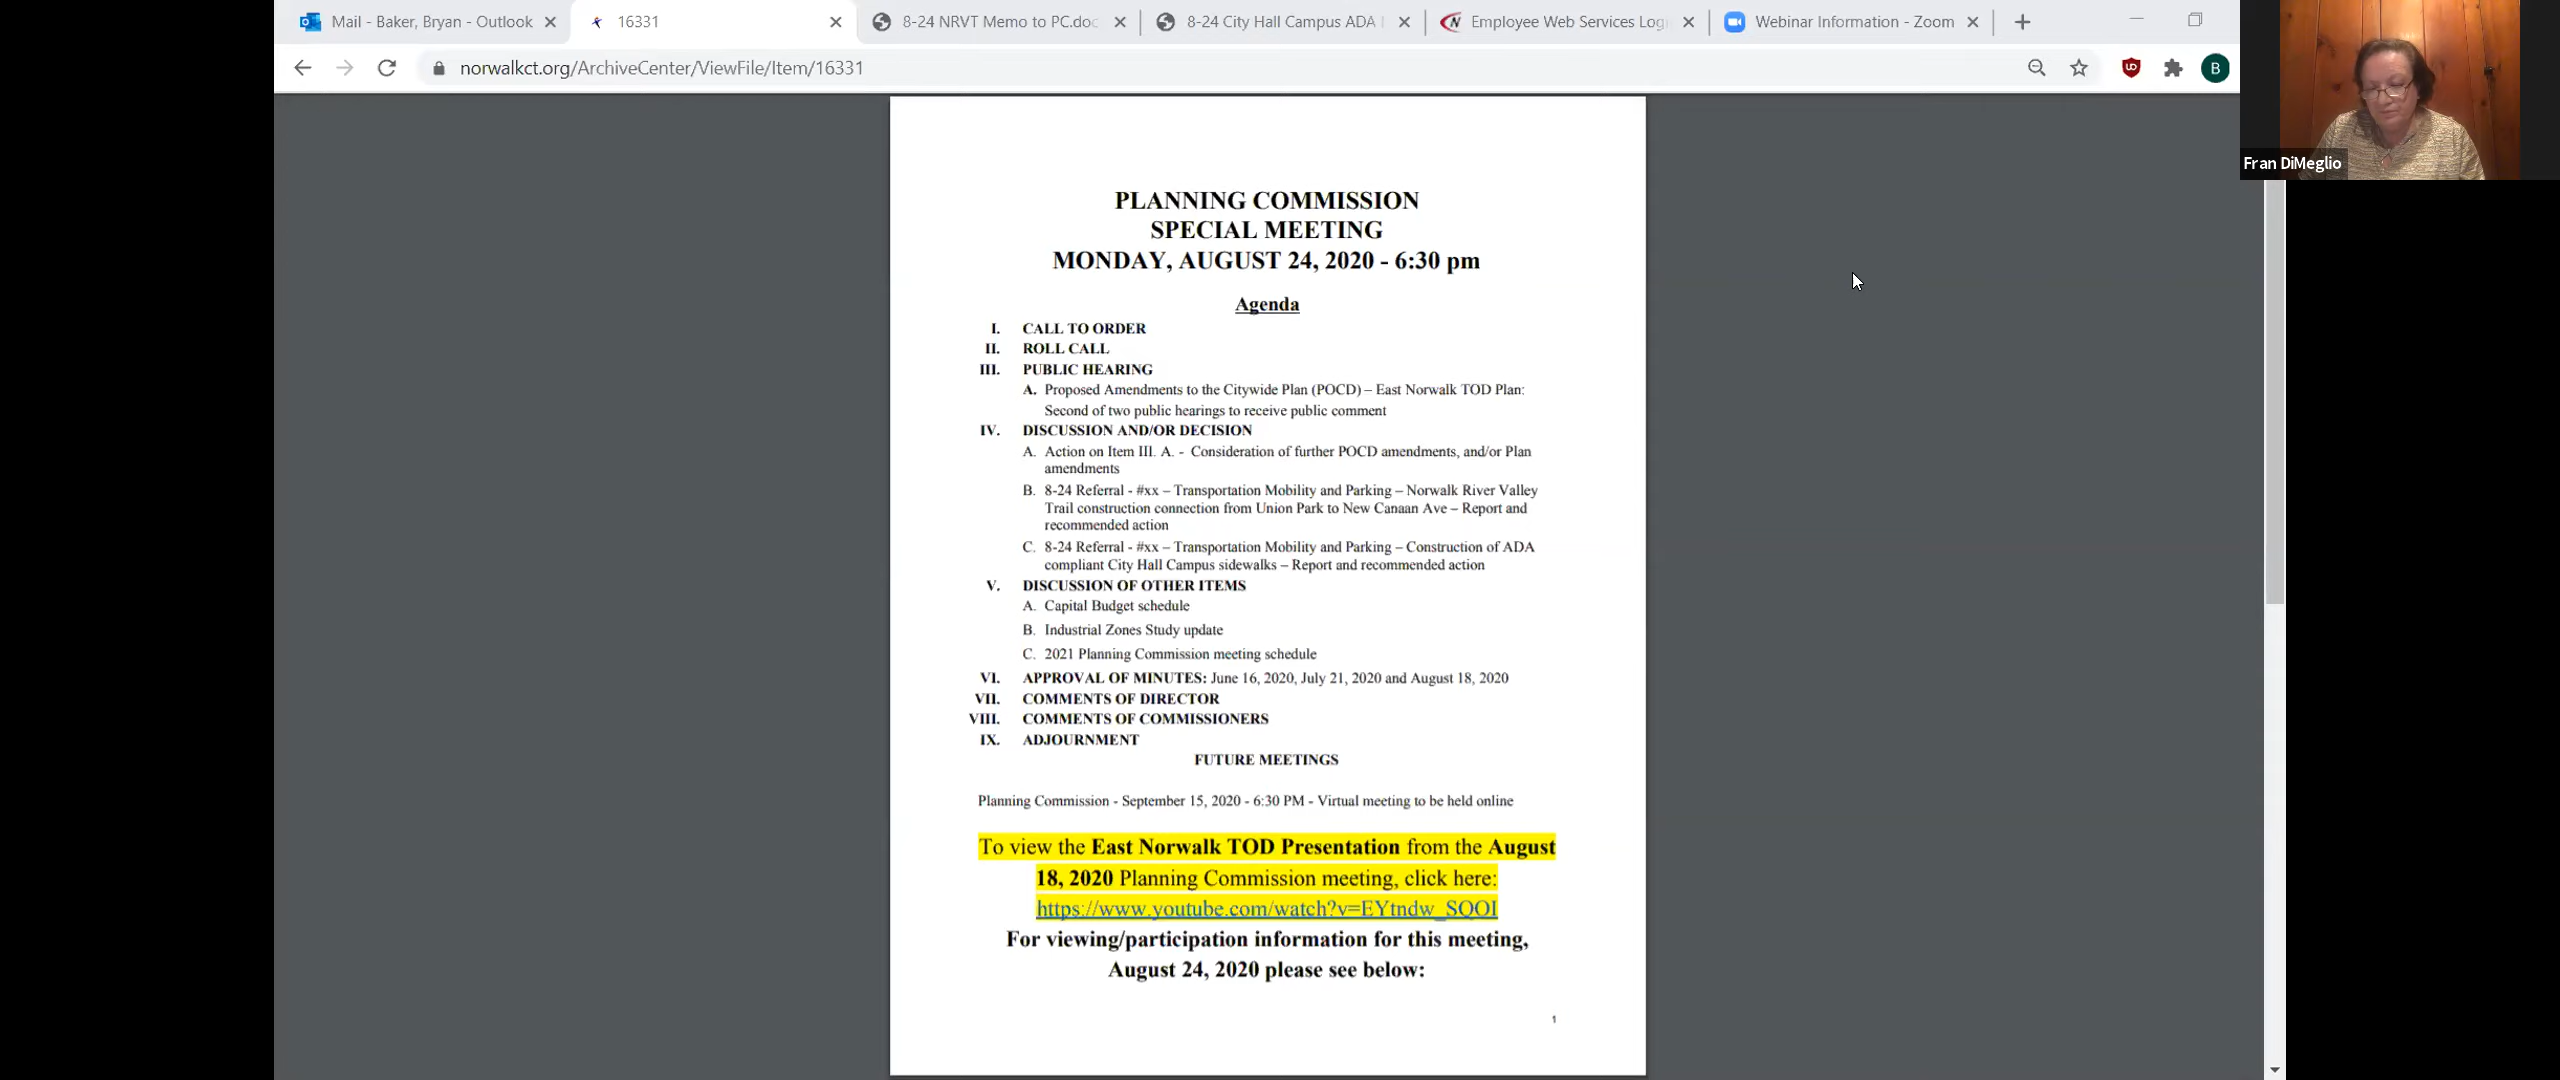 Mail - Baker, Bryan - Outlook
16331
8-24 NRVT Memo to PC.doc
8-24 City Hall Campus ADA
Employee Web Services Log
Webinar Information - Zoom
norwalkct.org/ArchiveCenter/ViewFile/Item/16331
B
Fran DiMeglio
PLANNING COMMISSION
SPECIAL MEETING
MONDAY, AUGUST 24, 2020 - 6:30 pm
Agenda
I. CALL TO ORDER
II. ROLL CALL
III. PUBLIC HEARING
A. Proposed Amendments to the Citywide Plan (POCD) – East Norwalk TOD Plan:
Second of two public hearings to receive public comment
IV. DISCUSSION AND/OR DECISION
A. Action on Item III. A. - Consideration of further POCD amendments, and/or Plan
amendments
B. 8-24 Referral - #xx – Transportation Mobility and Parking – Norwalk River Valley
Trail construction connection from Union Park to New Canaan Ave – Report and
recommended action
C. 8-24 Referral - #xx – Transportation Mobility and Parking – Construction of ADA
compliant City Hall Campus sidewalks – Report and recommended action
V. DISCUSSION OF OTHER ITEMS
A. Capital Budget schedule
B. Industrial Zones Study update
C. 2021 Planning Commission meeting schedule
VI. APPROVAL OF MINUTES: June 16, 2020, July 21, 2020 and August 18, 2020
VII. COMMENTS OF DIRECTOR
VIII. COMMENTS OF COMMISSIONERS
IX. ADJOURNMENT
FUTURE MEETINGS
Planning Commission - September 15, 2020 - 6:30 PM - Virtual meeting to be held online
To view the East Norwalk TOD Presentation from the August
18, 2020 Planning Commission meeting, click here:
https://www.youtube.com/watch?v=EYtndw_SQOI
For viewing/participation information for this meeting,
August 24, 2020 please see below:
1